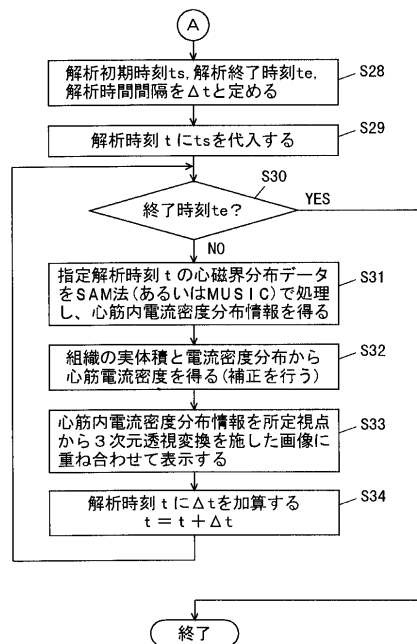 A
解析初期時刻ts,解析終了時刻te,
解析時間間隔をΔtと定める
S28
解析時刻tにtsを代入する
S29
S30
終了時刻te?
YES
NO
指定解析時刻tの心磁界分布データ
をSAM法(あるいはMUSIC)で処理
し、心筋内電流密度分布情報を得る
S31
組織の実体積と電流密度分布から
心筋電流密度を得る(補正を行う)
S32
心筋内電流密度分布情報を所定視点
から3次元透視変換を施した画像に
重ね合わせて表示する
S33
解析時刻tにΔtを加算する
t=t+Δt
S34
終了